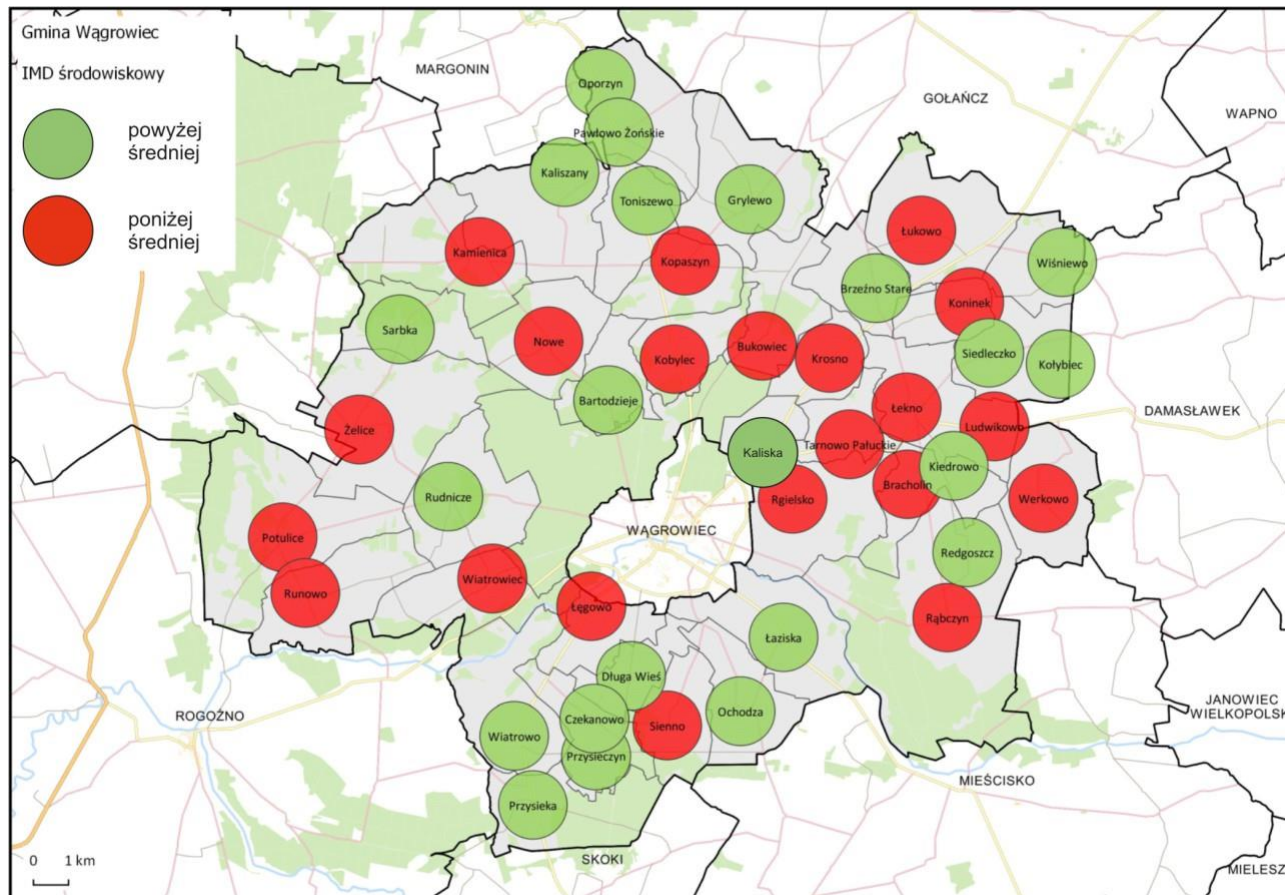 Gmina Wągrowiec
IMD środowiskowy
powyżej
średniej
poniżej
średniej
MARGONIN
GOŁAŃCZ
WAPNO
Oporzyn
Pawłowo Żońskie
Kaliszany
Toniszewo
Grylewo
Łukowo
Kamienica
Kopaszyn
Wiśniewo
Brzeźno Stare
Koninek
Sarbka
Nowe
Kobylec
Bukowiec
Krosno
Siedleczko
Kołybiec
Bartodzieje
Łekno
DAMASŁAWEK
Żelice
Ludwikowo
Tarnowo Pałuckie
Kaliska
Kiedrowo
Bracholin
Rudnicze
Rgielsko
Werkowo
WĄGROWIEC
Potulice
Redgoszcz
Wiatrowiec
Runowo
Łęgowo
Rąbczyn
Łaziska
Długa Wieś
JANOWIEC
WIELKOPOLSK
ROGOŹNO
Czekanowo
Sienno
Ochodza
Wiatrowo
Przysieczyn
MIEŚCISKO
Przysieka
SKOKI
MIELESZ
0 1 km